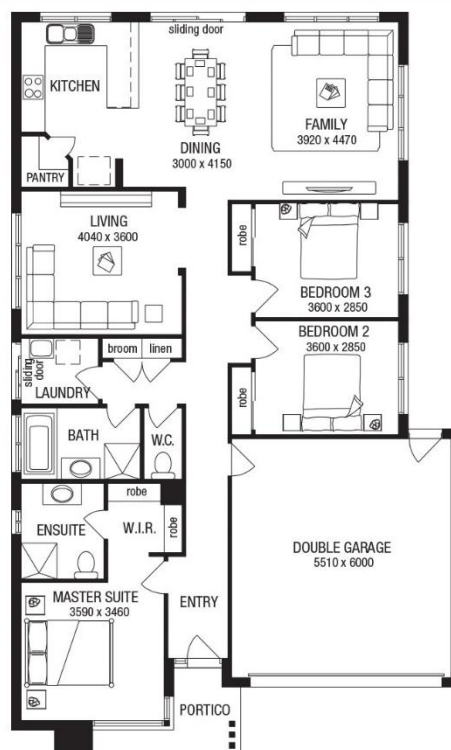 sliding door
KITCHEN
FAMILY
3920 x 4470
DINING
3000 x 4150
PANTRY
LIVING
4040 x 3600
robe
BEDROOM 3
3600 x 2850
BEDROOM 2
3600 x 2850
broom
linen
sliding
door
LAUNDRY
robe
BATH
W.C.
robe
ENSUITE
W.I.R.
robe
DOUBLE GARAGE
5510 x 6000
MASTER SUITE
3590 x 3460
ENTRY
PORTICO